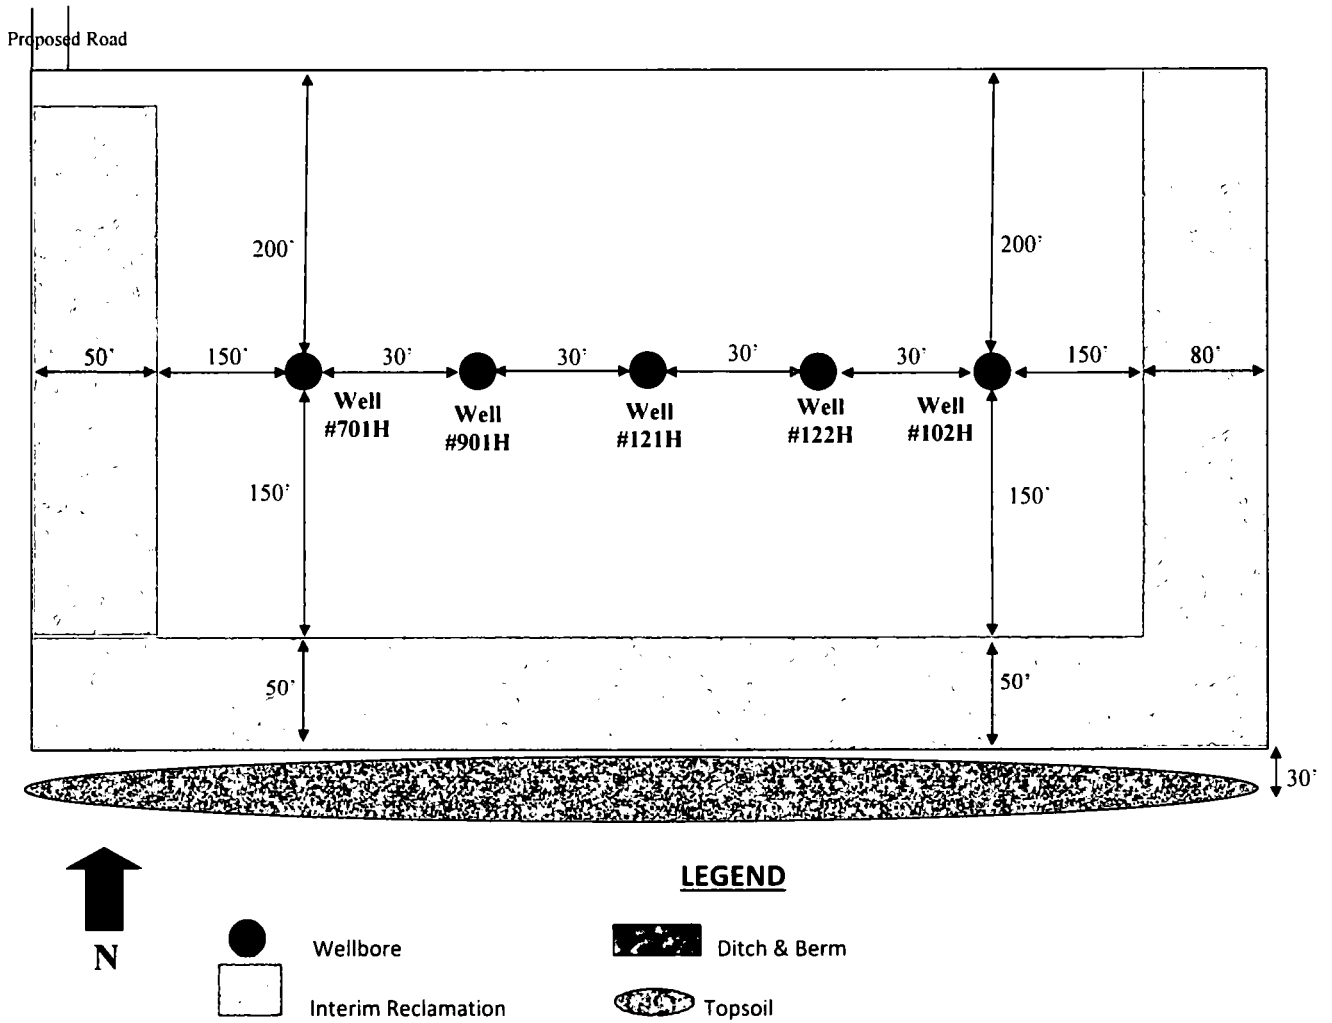 Proposed Road
200'
200'
50'
150'
30'
30'
30'
30'
150'
80'
Well
#701H
Well
#901H
Well
#121H
Well
#122H
Well
#102H
150'
150'
50'
50'
30'
LEGEND
N
Wellbore
Ditch & Berm
Interim Reclamation
Topsoil